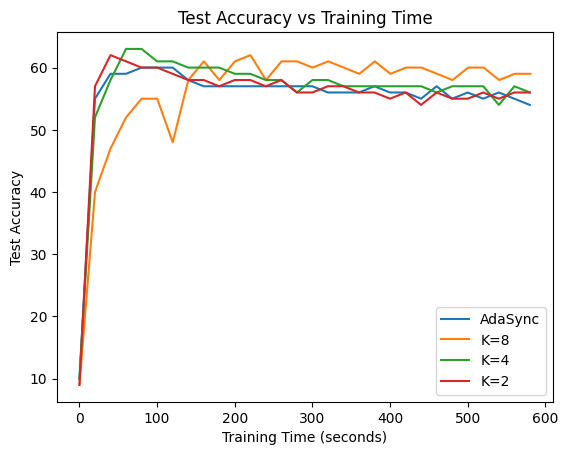 Test Accuracy vs Training Time
Test Accuracy
60
50
40
30
20
10
0
100
200
300
400
500
600
Training Time (seconds)
AdaSync
K=8
K=4
K=2